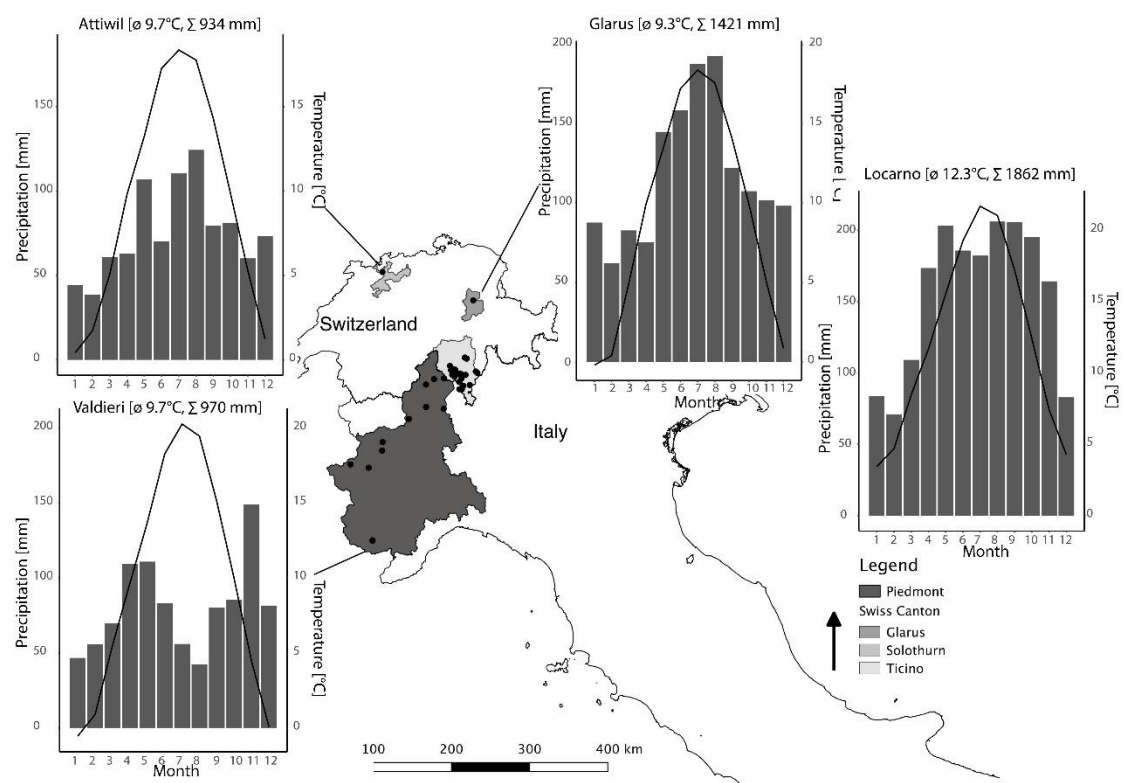 Attiwil [ø 9.7°C, Σ 934 mm]
Precipitation [mm]
150
100
50
0
15
10
5
0
Temperature [°C]
1 2 3 4 5 6 7 8 9 10 11 12
Month
Glarus [ø 9.3°C, Σ 1421 mm]
Precipitation [mm]
200
150
100
50
0
20
15
10
5
0
Temperature [°C]
1 2 3 4 5 6 7 8 9 10 11 12
Month
Locarno [ø 12.3°C, Σ 1862 mm]
Precipitation [mm]
200
150
100
50
0
20
15
10
5
0
Temperature [°C]
1 2 3 4 5 6 7 8 9 10 11 12
Month
Valdieri [ø 9.7°C, Σ 970 mm]
Precipitation [mm]
200
150
100
50
0
20
15
10
5
0
Temperature [°C]
1 2 3 4 5 6 7 8 9 10 11 12
Month
Switzerland
Italy
Legend
Piedmont
Swiss Canton
Glarus
Solothurn
Ticino
100 200 300 400 km